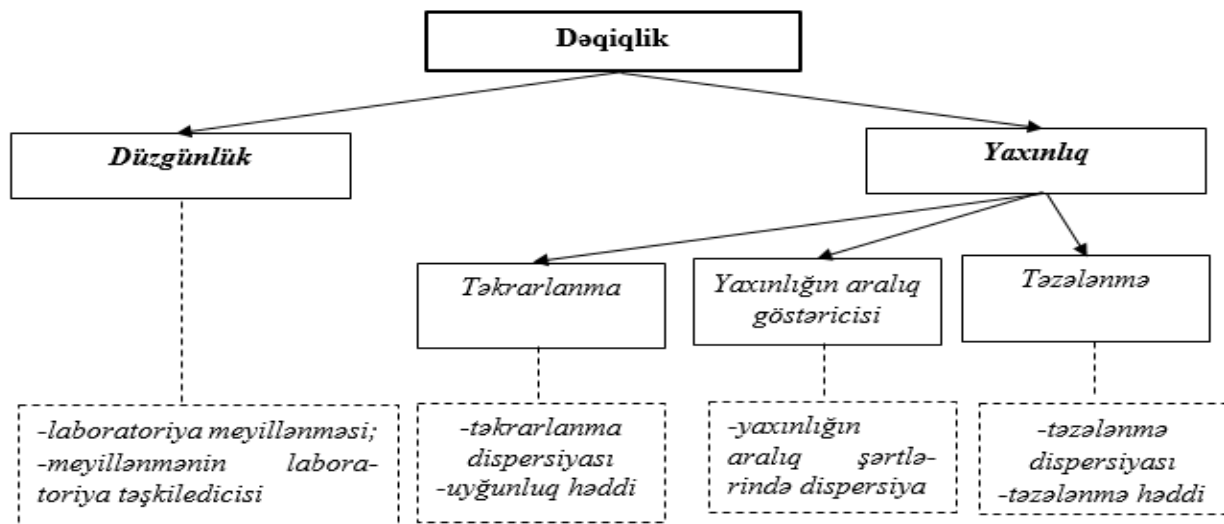 Dəqiqlik
Düzgünlük
Yaxınlıq
Təkrarlanma
Yaxınlığın aralıq
göstəricisi
Təzələnmə
-laboratoriya meyillənməsi;
-meyillənmənin labora-
toriya təşkiledicisi
-təkrarlanma
dispersiyası
-uyğunluq həddi
-yaxınlığın
aralıq şərtlə-
rində dispersiya
-təzələnmə
dispersiyası
-təzələnmə həddi